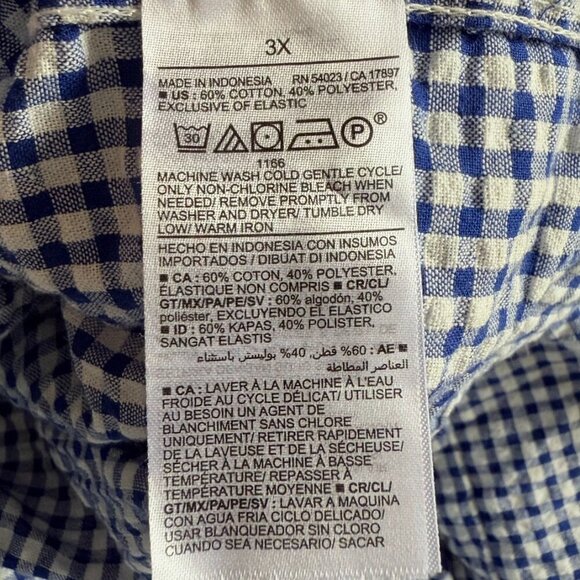 3X
MADE IN INDONESIA RN 54023 / CA 17897
■ US : 60% COTTON, 40% POLYESTER,
EXCLUSIVE OF ELASTIC
30 P ®
1166
MACHINE WASH COLD GENTLE CYCLE/
ONLY NON-CHLORINE BLEACH WHEN
NEEDED/ REMOVE PROMPTLY FROM
WASHER AND DRYER/ TUMBLE DRY
LOW/ WARM IRON
HECHO EN INDONESIA CON INSUMOS
IMPORTADOS / DIBUAT DI INDONESIA
■ CA : 60% COTON, 40% POLYESTER,
ÉLASTIQUE NON COMPRIS ■ CR/CL/
GT/MX/PA/PE/SV : 60% algodón, 40%
poliéster, EXCLUYENDO EL ELASTICO
■ ID : 60% KAPAS, 40% POLISTER,
SANGAT ELASTIS
■ AE : 60% قطن, 40% بوليستر باستثناء
العناصر المطاطة
■ CA : LAVER À LA MACHINE À L'EAU
FROIDE AU CYCLE DÉLICAT/ UTILISER
AU BESOIN UN AGENT DE
BLANCHIMENT SANS CHLORE
UNIQUEMENT/ RETIRER RAPIDEMENT
DE LA LAVEUSE ET DE LA SÉCHEUSE/
SÉCHER À LA MACHINE À BASSE
TEMPÉRATURE/ REPASSER À
TEMPÉRATURE MOYENNE ■ CR/CL/
GT/MX/PA/PE/SV : LAVAR A MAQUINA
CON AGUA FRIA CICLO DELICADO/
USAR BLANQUEADOR SIN CLORO
CUANDO SEA NECESARIO/ SACAR